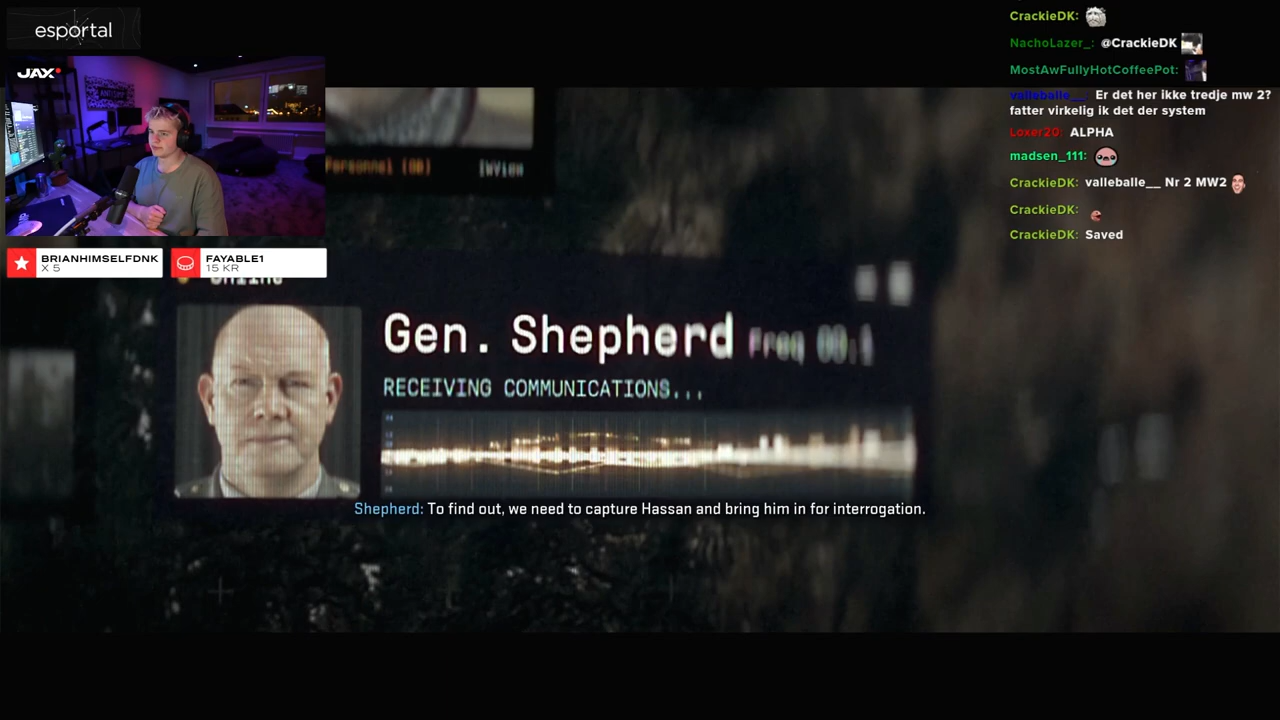 esportal
JAX
BRIANHIMSELFDNK
X 5
FAYABLE1
15 KR
Personnel (OD)
Online
Gen. Shepherd
RECEIVING COMMUNICATIONS...
Shepherd: To find out, we need to capture Hassan and bring him in for interrogation.
CrackieDK:
NachoLazer_: @CrackieDK
MostAwFullyHotCoffeePot:
valleballe__: Er det her ikke tredje mw 2?
fatter virkelig ik det der system
Loxer20: ALPHA
madsen_111:
CrackieDK: valleballe__ Nr 2 MW2
CrackieDK:
CrackieDK: Saved